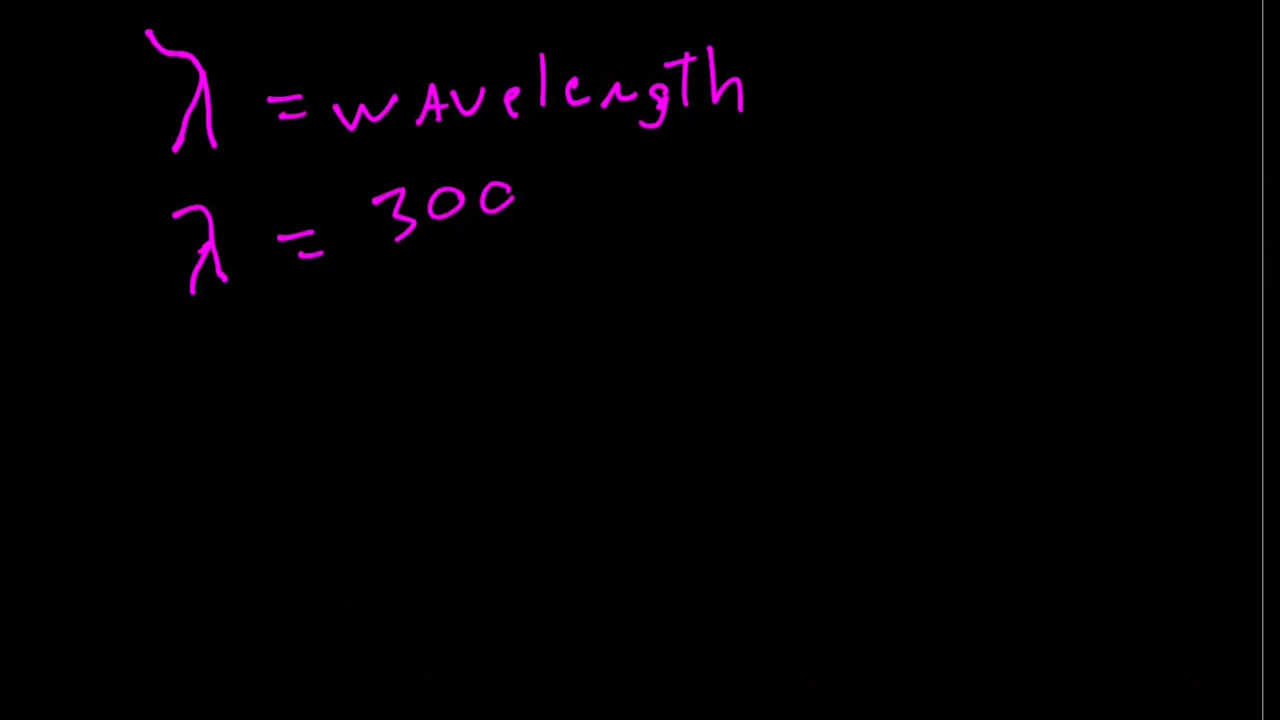 λ = wavelength
λ = 300